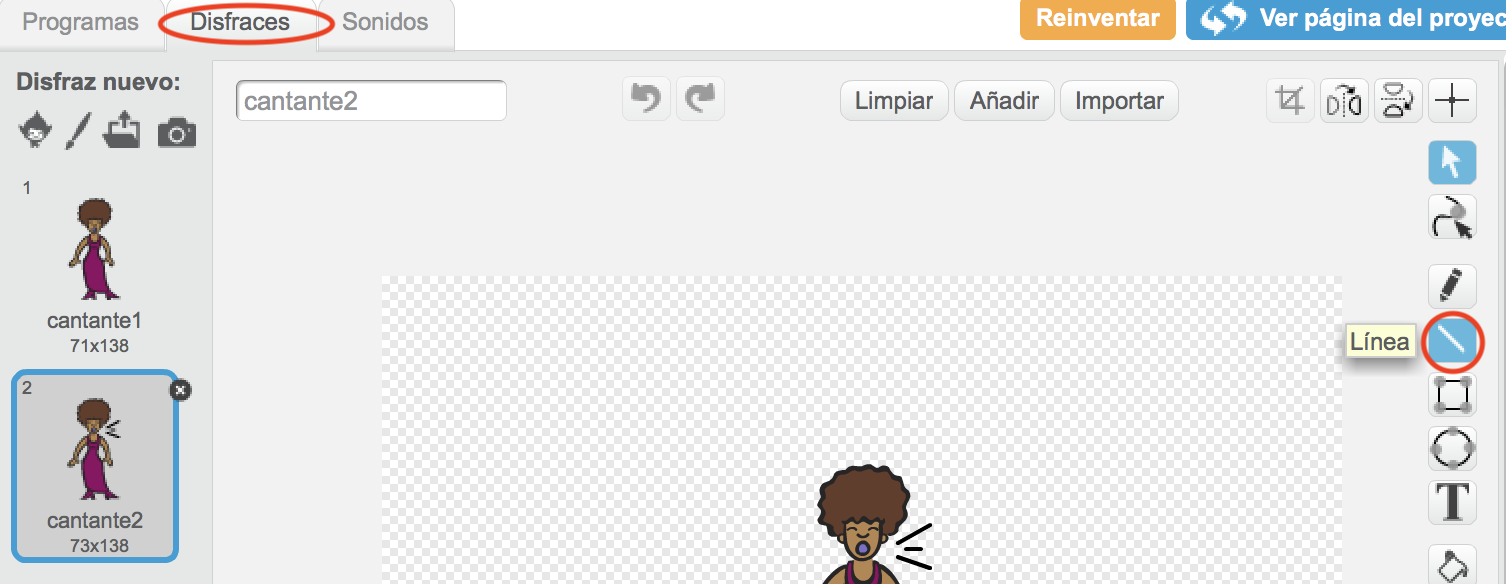 Programas
Disfraces
Sonidos
Reinventar
Ver página del proyec
Disfraz nuevo:
cantante2
Limpiar
Añadir
Importar
1
cantante1
71x138
2
cantante2
73x138
Línea
T